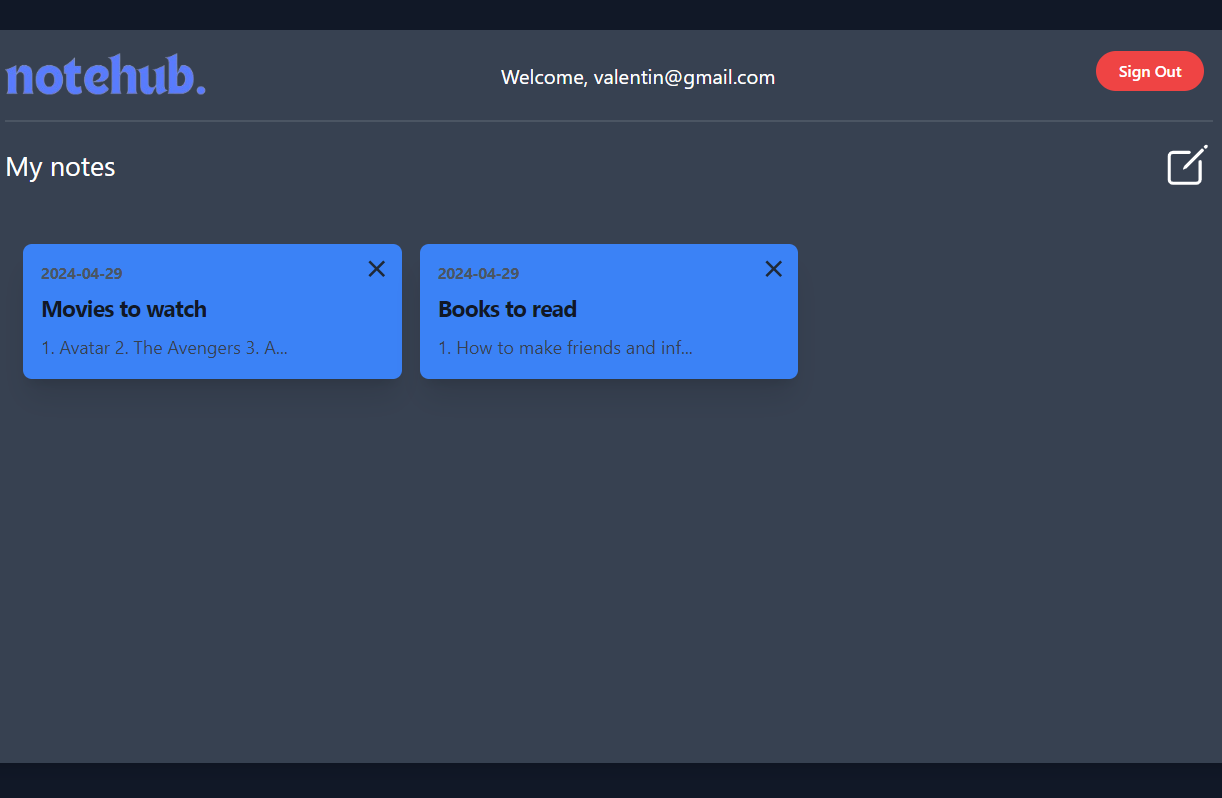 notehub.
Welcome, valentin@gmail.com
Sign Out
My notes
2024-04-29
Movies to watch
1. Avatar 2. The Avengers 3. A...
2024-04-29
Books to read
1. How to make friends and inf...